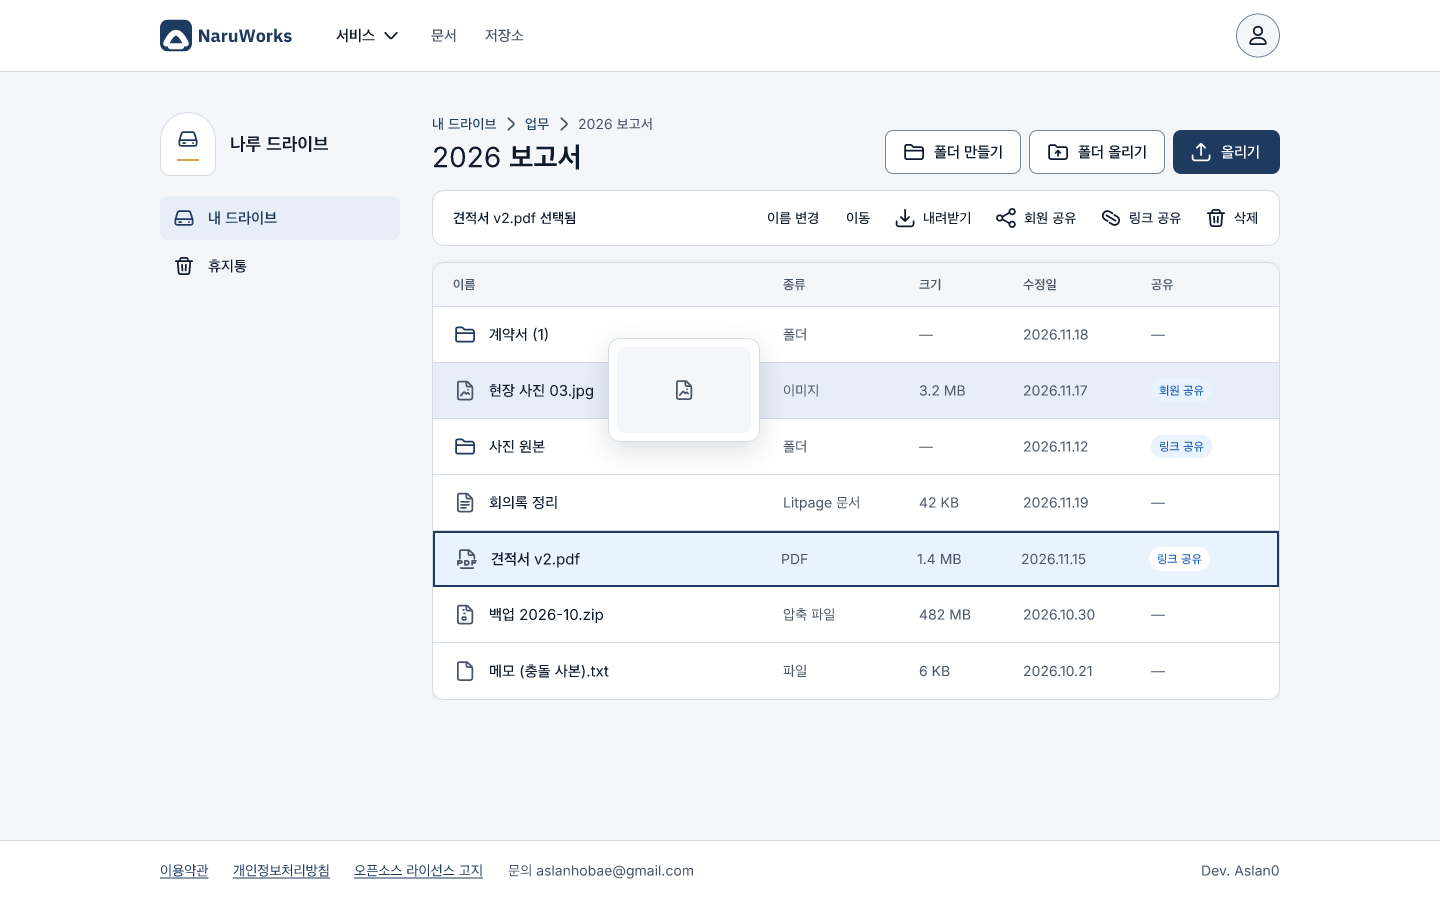 NaruWorks 서비스 문서 저장소
나루 드라이브
내 드라이브
휴지통
내 드라이브 업무 2026 보고서
2026 보고서
폴더 만들기 폴더 올리기 올리기
견적서 v2.pdf 선택됨 이름 변경 이동 내려받기 회원 공유 링크 공유 삭제
이름 종류 크기 수정일 공유
계약서 (1) 폴더 — 2026.11.18 —
현장 사진 03.jpg 이미지 3.2 MB 2026.11.17 회원 공유
사진 원본 폴더 — 2026.11.12 링크 공유
회의록 정리 Litpage 문서 42 KB 2026.11.19 —
PDF 견적서 v2.pdf PDF 1.4 MB 2026.11.15 링크 공유
백업 2026-10.zip 압축 파일 482 MB 2026.10.30 —
메모 (충돌 사본).txt 파일 6 KB 2026.10.21 —
이용약관 개인정보처리방침 오픈소스 라이선스 고지 문의 aslanhobae@gmail.com Dev. Aslan0